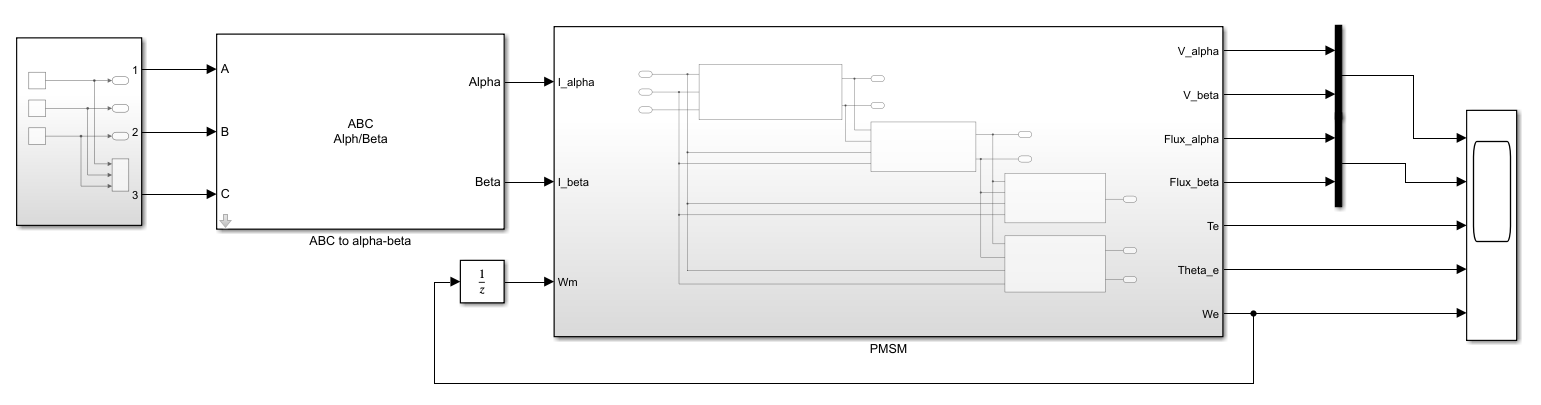 1
2
3
A
B
C
ABC
Alph/Beta
Alpha
Beta
ABC to alpha-beta
1
z
I_alpha
I_beta
Wm
V_alpha
V_beta
Flux_alpha
Flux_beta
Te
Theta_e
We
PMSM